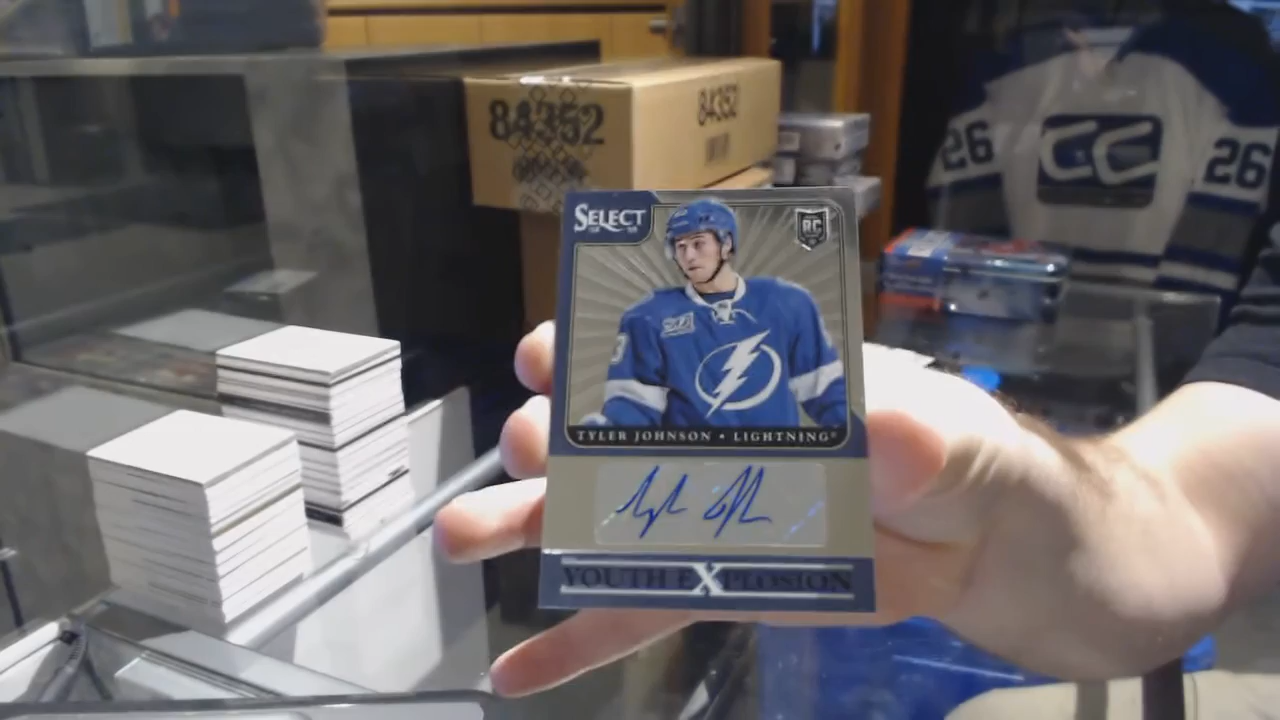 84352
84352
26
CC
26
SELECT
RC
TYLER JOHNSON • LIGHTNING
YOUTH EXPLOSION